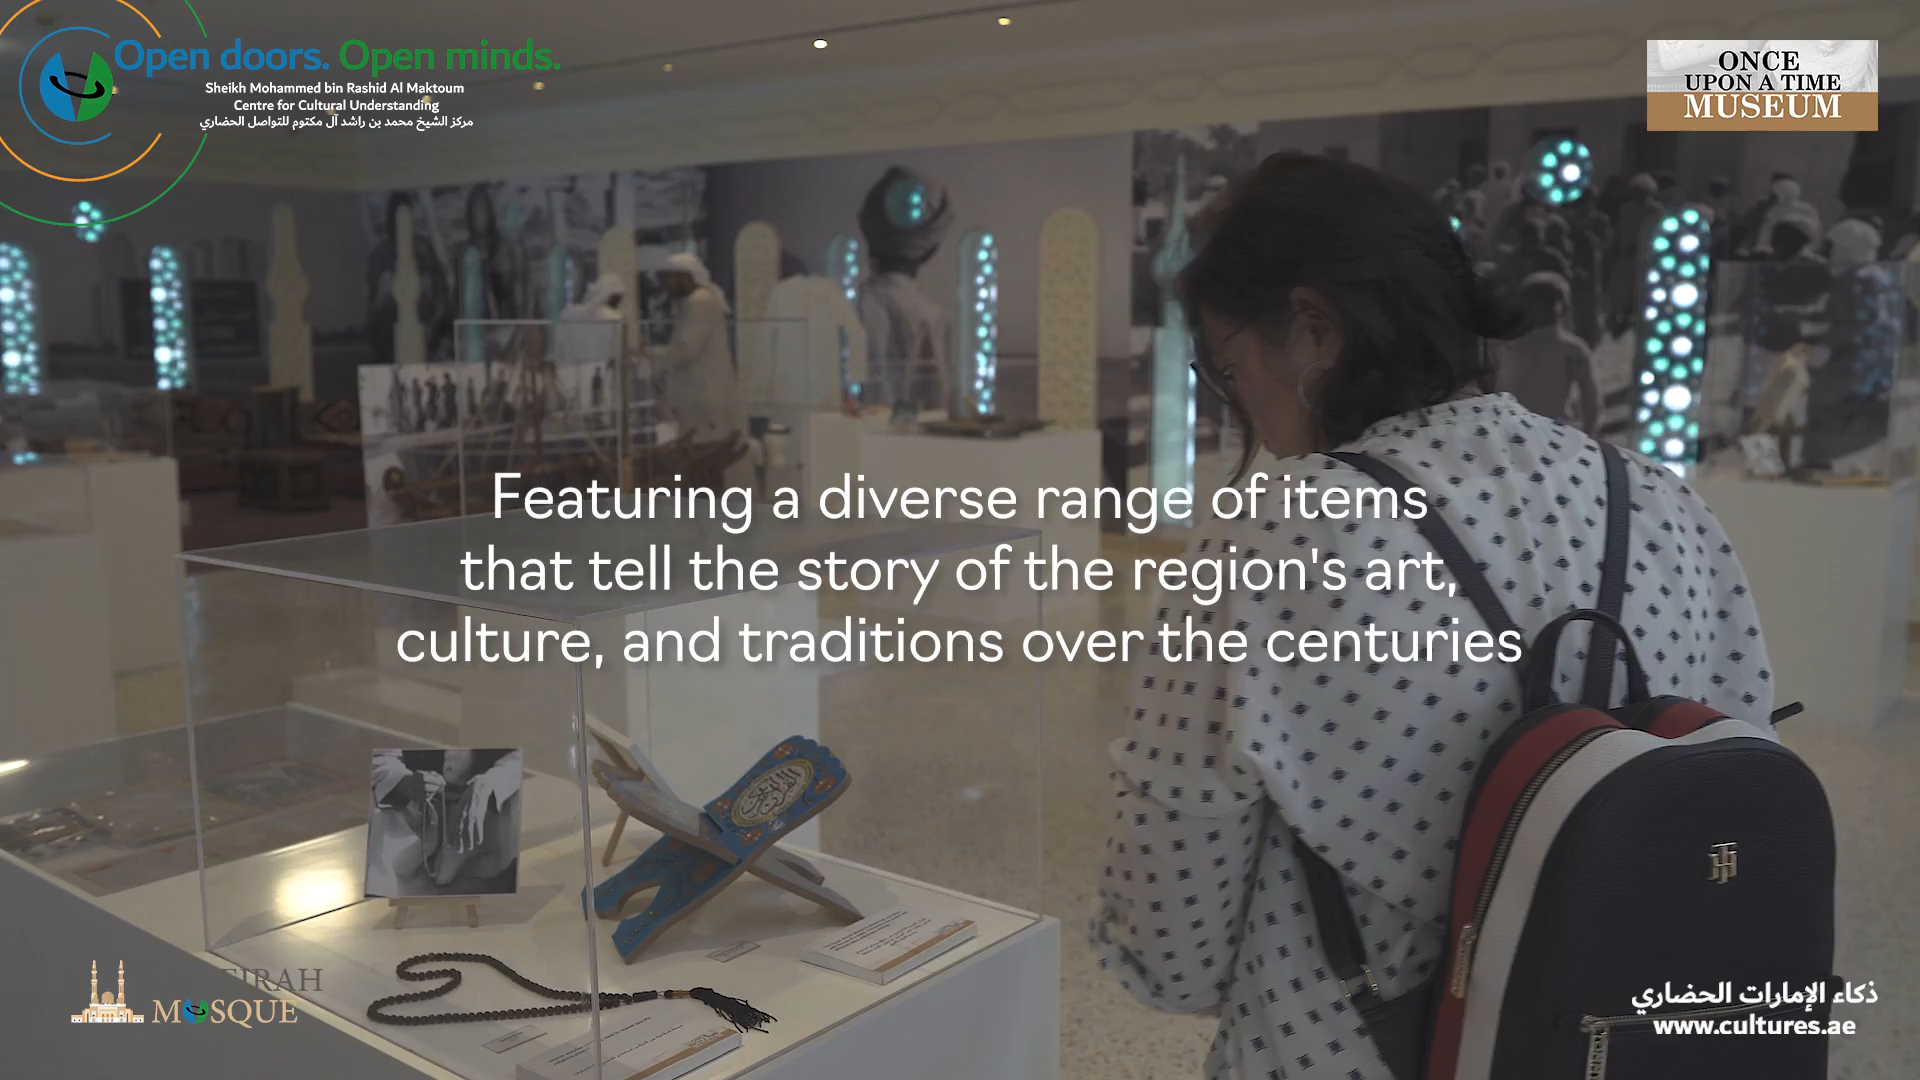 Open doors. Open minds.
Sheikh Mohammed bin Rashid Al Maktoum
Centre for Cultural Understanding
مركز الشيخ محمد بن راشد آل مكتوم للتواصل الحضاري
ONCE
UPON A TIME
MUSEUM
Featuring a diverse range of items
that tell the story of the region's art,
culture, and traditions over the centuries
القرآن الكريم
MOSQUE
ذكاء الإمارات الحضاري
www.cultures.ae